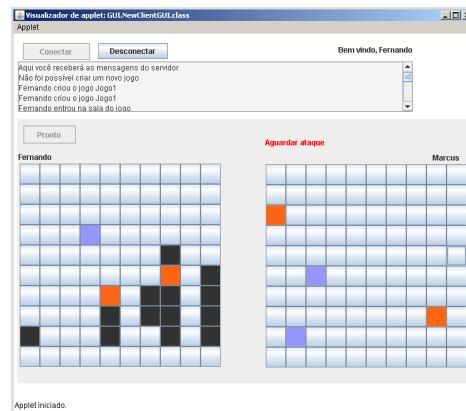 Visualizador de applet: GUI.NewClientGUI.class
Applet
Conectar
Desconectar
Bem vindo, Fernando
Aqui você receberá as mensagens do servidor
Não foi possível criar um novo jogo
Fernando criou o jogo Jogo1
Fernando criou o jogo Jogo1
Fernando entrou na sala do jogo
Pronto
Aguardar ataque
Fernando
Marcus
Applet iniciado.